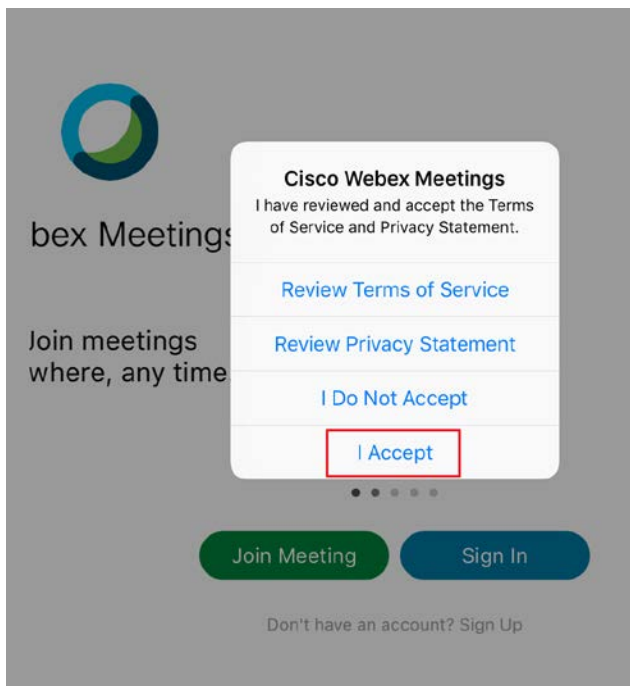 Cisco Webex Meetings
I have reviewed and accept the Terms
of Service and Privacy Statement.
bex Meetings
Review Terms of Service
Join meetings
where, any time.
Review Privacy Statement
I Do Not Accept
I Accept
Join Meeting
Sign In
Don't have an account? Sign Up